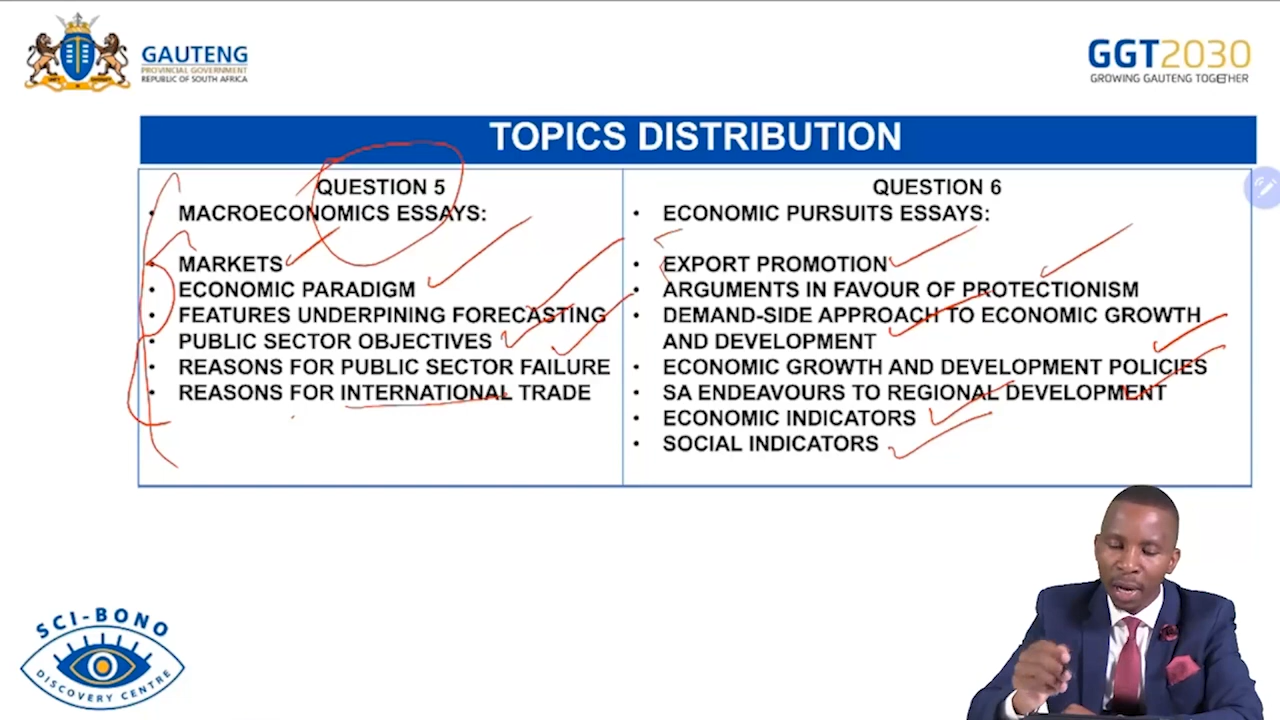 GAUTENG
PROVINCIAL GOVERNMENT
REPUBLIC OF SOUTH AFRICA
GGT2030
GROWING GAUTENG TOGETHER
TOPICS DISTRIBUTION
QUESTION 5
• MACROECONOMICS ESSAYS:
• MARKETS
• ECONOMIC PARADIGM
• FEATURES UNDERPINING FORECASTING
• PUBLIC SECTOR OBJECTIVES
• REASONS FOR PUBLIC SECTOR FAILURE
• REASONS FOR INTERNATIONAL TRADE
QUESTION 6
• ECONOMIC PURSUITS ESSAYS:
• EXPORT PROMOTION
• ARGUMENTS IN FAVOUR OF PROTECTIONISM
• DEMAND-SIDE APPROACH TO ECONOMIC GROWTH
AND DEVELOPMENT
• ECONOMIC GROWTH AND DEVELOPMENT POLICIES
• SA ENDEAVOURS TO REGIONAL DEVELOPMENT
• ECONOMIC INDICATORS
• SOCIAL INDICATORS
SCI-BONO
DISCOVERY CENTRE